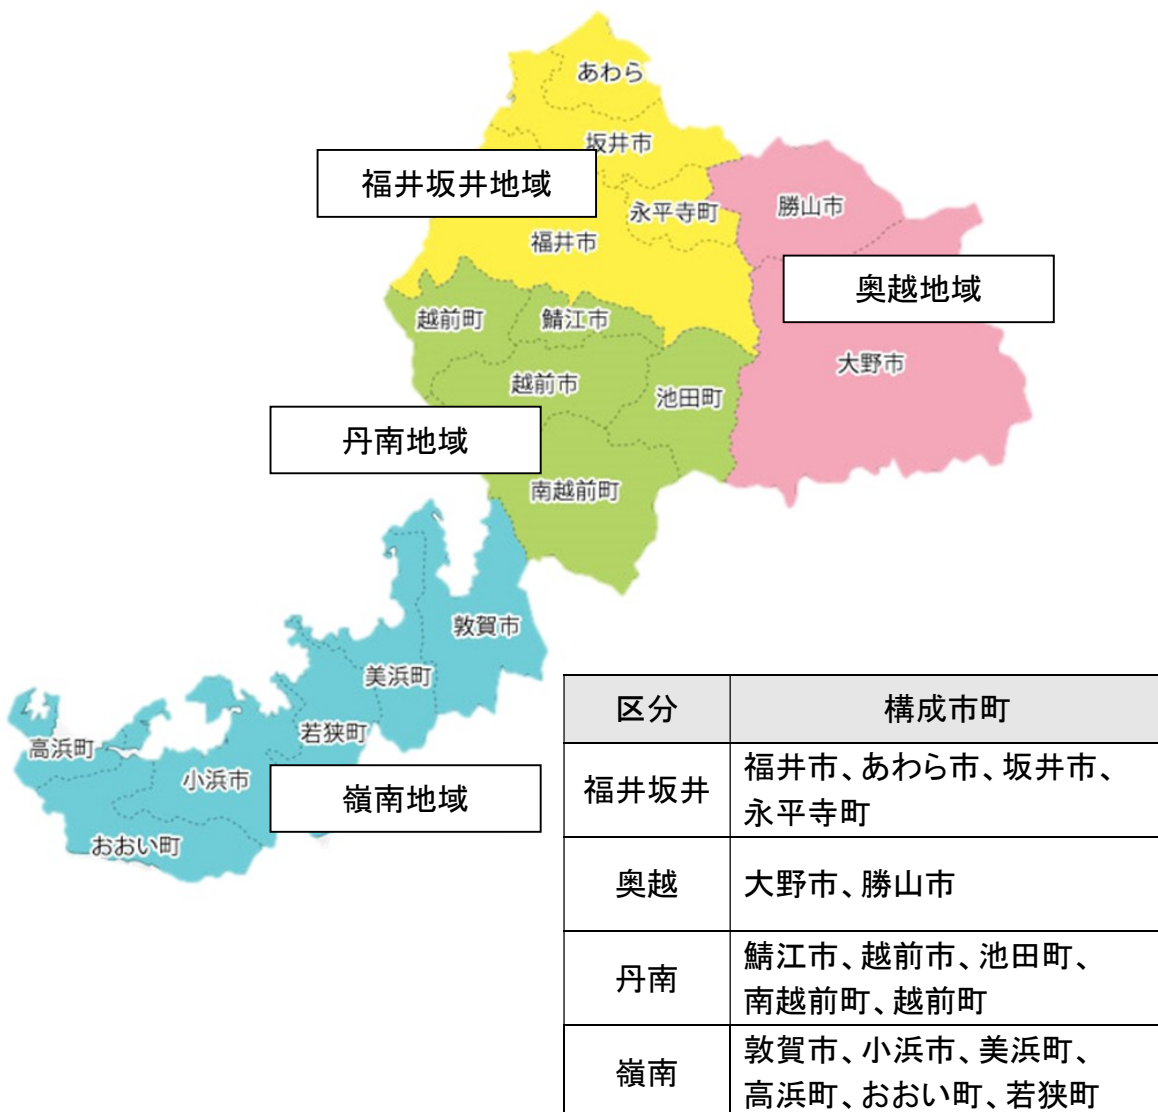 あわら
坂井市
福井坂井地域
永平寺町
勝山市
福井市
奥越地域
越前町
鯖江市
大野市
越前市
池田町
丹南地域
南越前町
敦賀市
美浜町
若狭町
高浜町
小浜市
嶺南地域
おおい町
区分 構成市町
福井坂井 福井市、あわら市、坂井市、
永平寺町
奥越 大野市、勝山市
丹南 鯖江市、越前市、池田町、
南越前町、越前町
嶺南 敦賀市、小浜市、美浜町、
高浜町、おおい町、若狭町